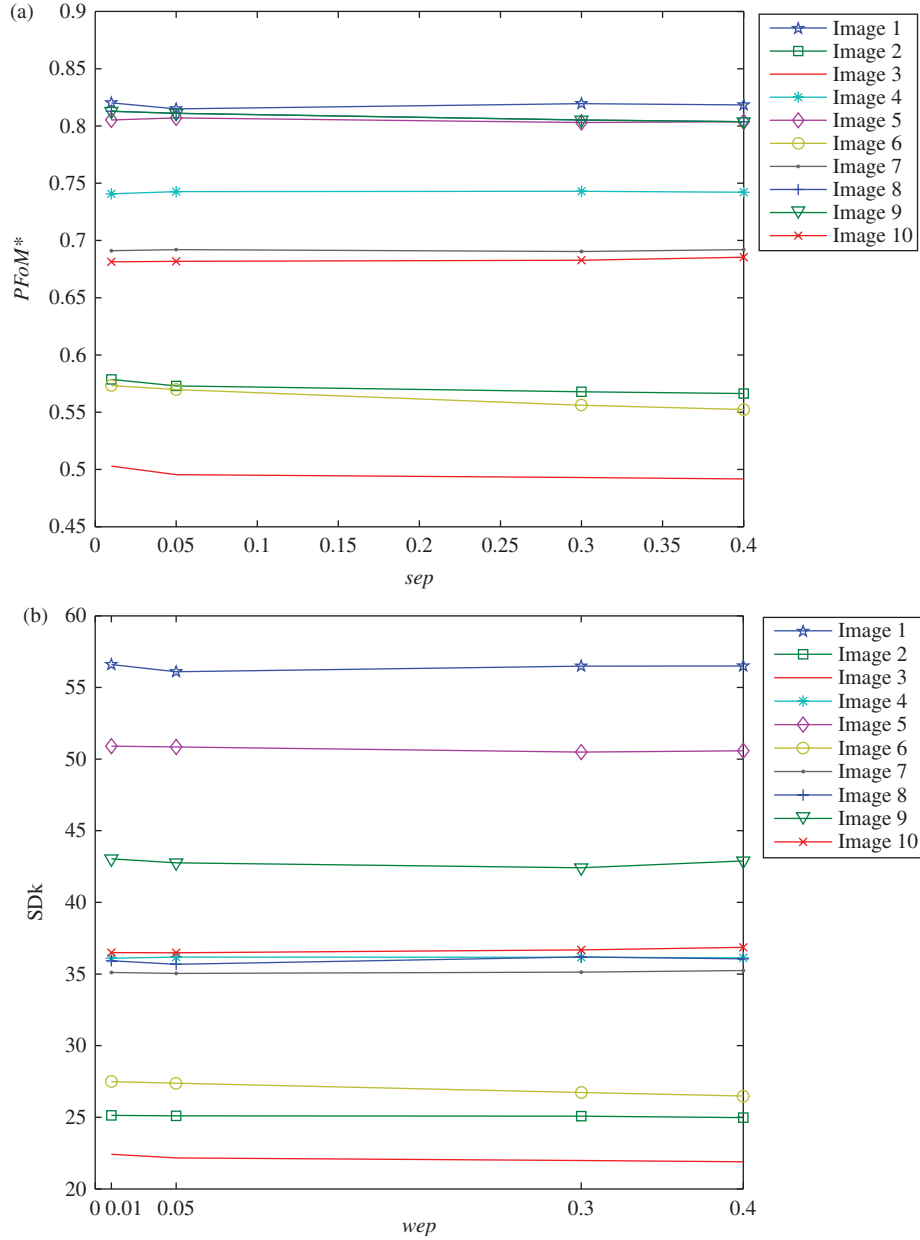 (a)
0.9
0.85
0.8
0.75
0.7
0.65
0.6
0.55
0.5
0.45
PFoM*
0 0.05 0.1 0.15 0.2 0.25 0.3 0.35 0.4
sep
Image 1
Image 2
Image 3
Image 4
Image 5
Image 6
Image 7
Image 8
Image 9
Image 10
(b)
60
55
50
45
40
35
30
25
20
SDk
0 0.01 0.05 0.3 0.4
wep
Image 1
Image 2
Image 3
Image 4
Image 5
Image 6
Image 7
Image 8
Image 9
Image 10